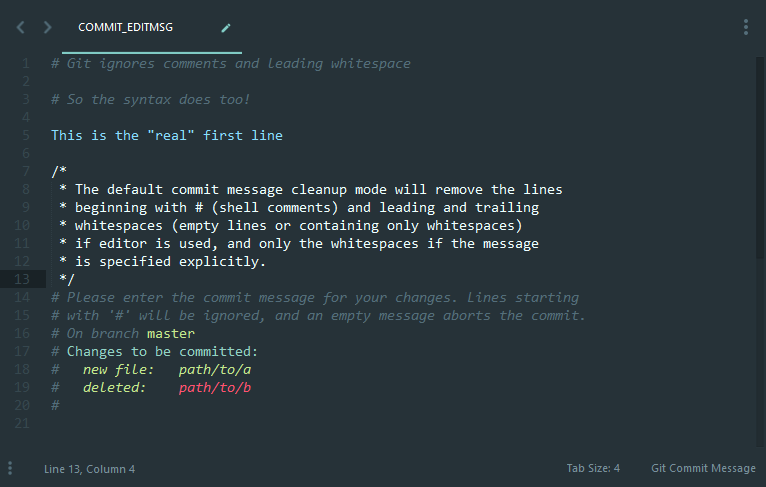 COMMIT_EDITMSG
1 # Git ignores comments and leading whitespace
2
3 # So the syntax does too!
4
5 This is the "real" first line
6
7 /*
8  * The default commit message cleanup mode will remove the lines
9  * beginning with # (shell comments) and leading and trailing
10  * whitespaces (empty lines or containing only whitespaces)
11  * if editor is used, and only the whitespaces if the message
12  * is specified explicitly.
13  */
14 # Please enter the commit message for your changes. Lines starting
15 # with '#' will be ignored, and an empty message aborts the commit.
16 # On branch master
17 # Changes to be committed:
18 #   new file:   path/to/a
19 #   deleted:    path/to/b
20 #
21
Line 13, Column 4 Tab Size: 4 Git Commit Message